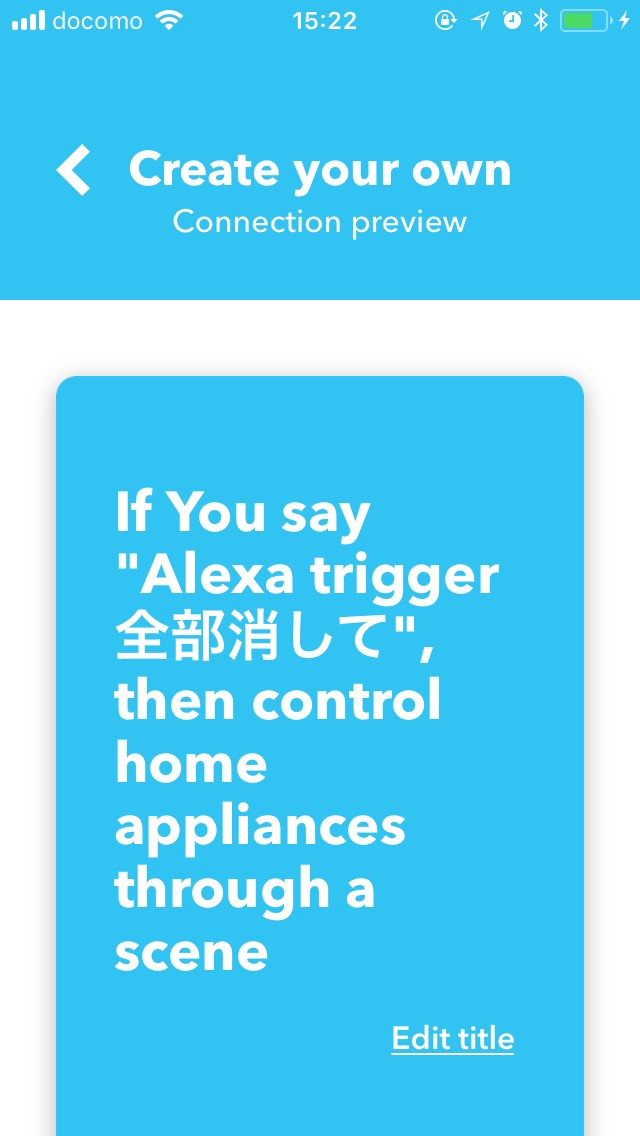 docomo 15:22
Create your own
Connection preview
If You say
"Alexa trigger
全部消して",
then control
home
appliances
through a
scene
Edit title